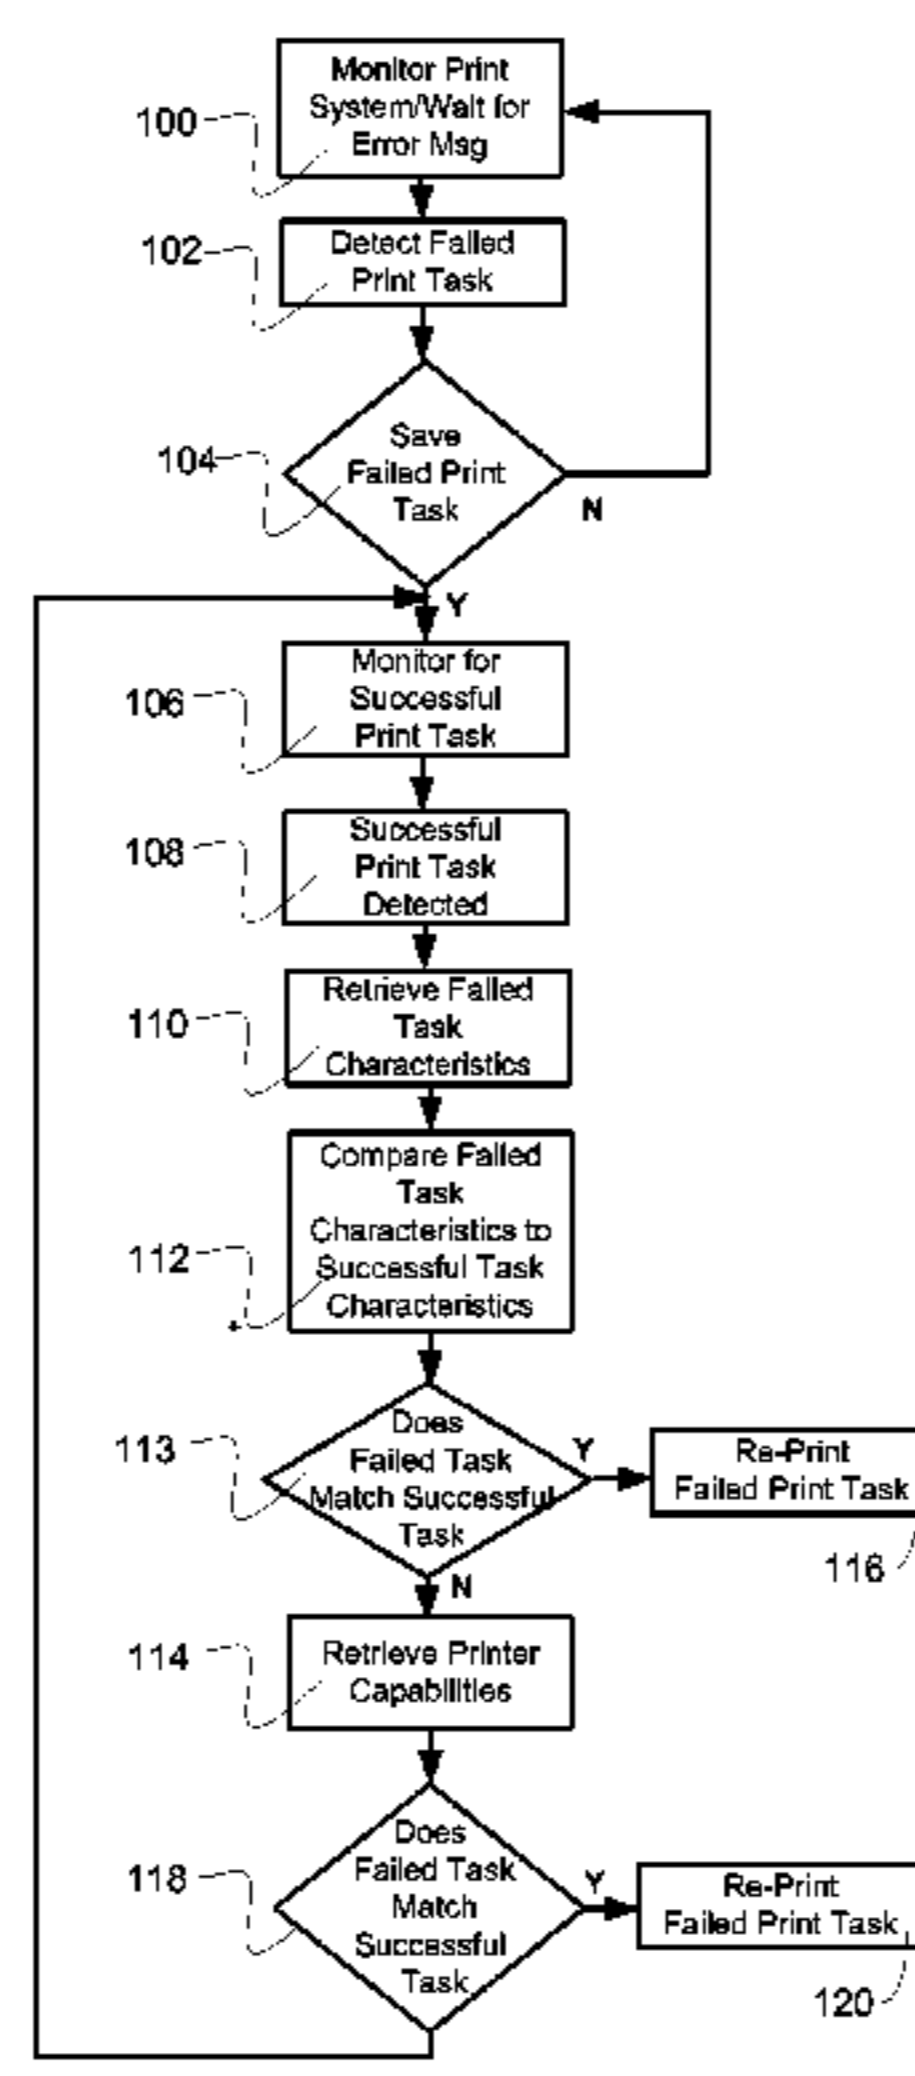 Monitor Print
System/Wait for
Error Msg
100
Detect Failed
Print Task
102
Save
Failed Print
Task
104
N
Y
Monitor for
Successful
Print Task
106
Successful
Print Task
Detected
108
Retrieve Failed
Task
Characteristics
110
Compare Failed
Task
Characteristics to
Successful Task
Characteristics
112
Does
Failed Task
Match Successful
Task
113
Y
Re-Print
Failed Print Task
116
N
Retrieve Printer
Capabilities
114
Does
Failed Task
Match
Successful
Task
118
Y
Re-Print
Failed Print Task
120